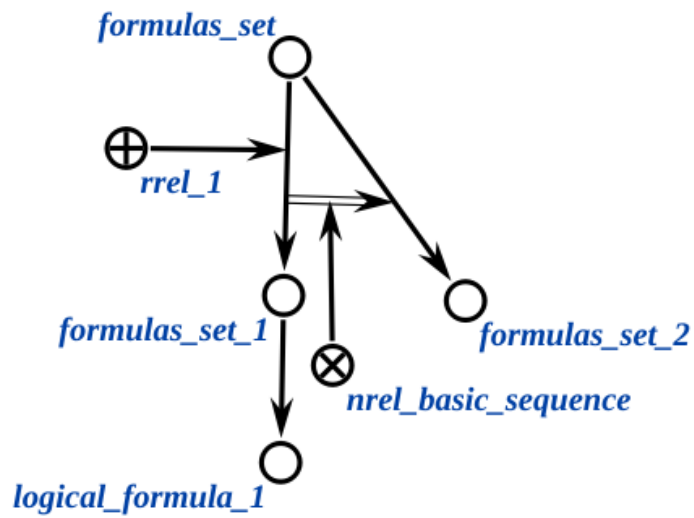 formulas_set
rrel_1
formulas_set_1
formulas_set_2
nrel_basic_sequence
logical_formula_1